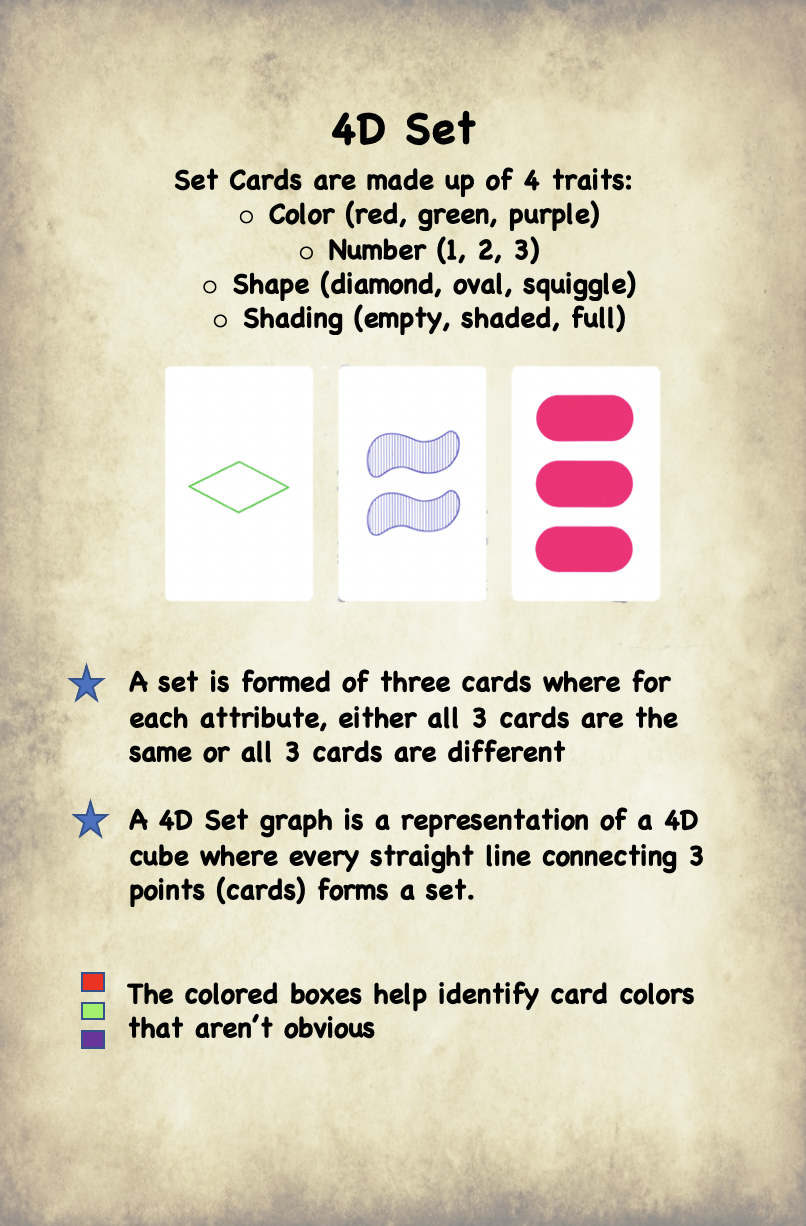 4D Set
Set Cards are made up of 4 traits:
○ Color (red, green, purple)
○ Number (1, 2, 3)
○ Shape (diamond, oval, squiggle)
○ Shading (empty, shaded, full)
A set is formed of three cards where for
each attribute, either all 3 cards are the
same or all 3 cards are different
A 4D Set graph is a representation of a 4D
cube where every straight line connecting 3
points (cards) forms a set.
The colored boxes help identify card colors
that aren't obvious